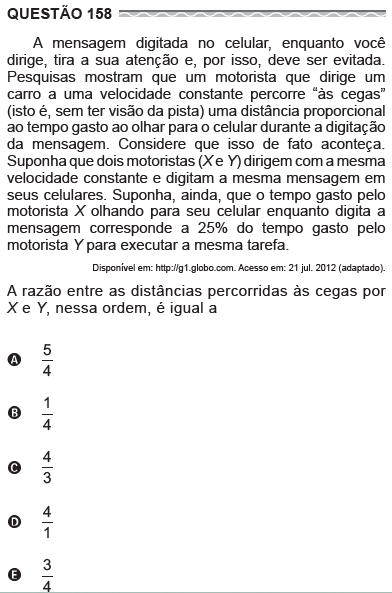 QUESTÃO 158
A mensagem digitada no celular, enquanto você
dirige, tira a sua atenção e, por isso, deve ser evitada.
Pesquisas mostram que um motorista que dirige um
carro a uma velocidade constante percorre “às cegas”
(isto é, sem ter visão da pista) uma distância proporcional
ao tempo gasto ao olhar para o celular durante a digitação
da mensagem. Considere que isso de fato aconteça.
Suponha que dois motoristas (X e Y) dirigem com a mesma
velocidade constante e digitam a mesma mensagem em
seus celulares. Suponha, ainda, que o tempo gasto pelo
motorista X olhando para seu celular enquanto digita a
mensagem corresponde a 25% do tempo gasto pelo
motorista Y para executar a mesma tarefa.
Disponível em: http://g1.globo.com. Acesso em: 21 jul. 2012 (adaptado).
A razão entre as distâncias percorridas às cegas por
X e Y, nessa ordem, é igual a
A 5/4
B 1/4
C 4/3
D 4/1
E 3/4